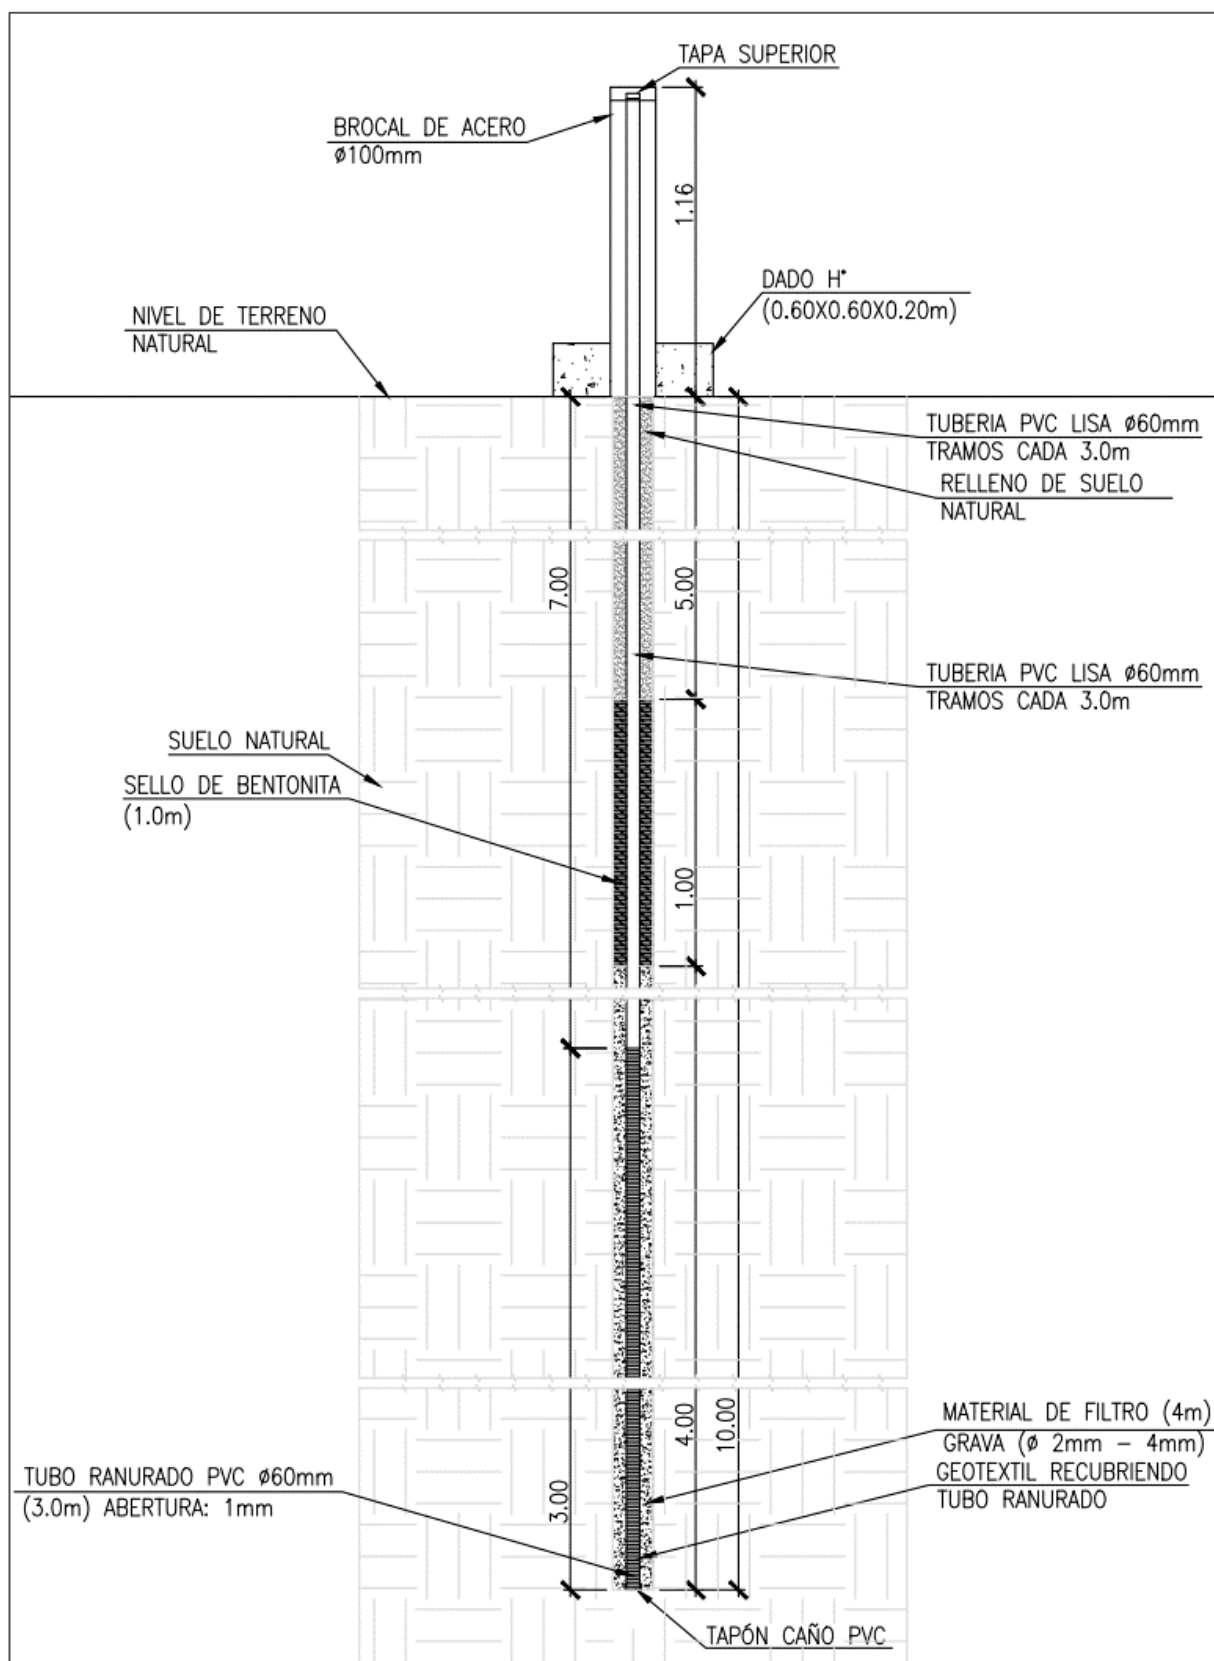 TAPA SUPERIOR
BROCAL DE ACERO
ø100mm
1.16
DADO H°
(0.60X0.60X0.20m)
NIVEL DE TERRENO
NATURAL
TUBERIA PVC LISA ø60mm
TRAMOS CADA 3.0m
RELLENO DE SUELO
NATURAL
7.00
5.00
TUBERIA PVC LISA ø60mm
TRAMOS CADA 3.0m
SUELO NATURAL
SELLO DE BENTONITA
(1.0m)
1.00
MATERIAL DE FILTRO (4m)
GRAVA (ø 2mm – 4mm)
GEOTEXTIL RECUBRIENDO
TUBO RANURADO
4.00
10.00
TUBO RANURADO PVC ø60mm
(3.0m) ABERTURA: 1mm
3.00
TAPÓN CAÑO PVC